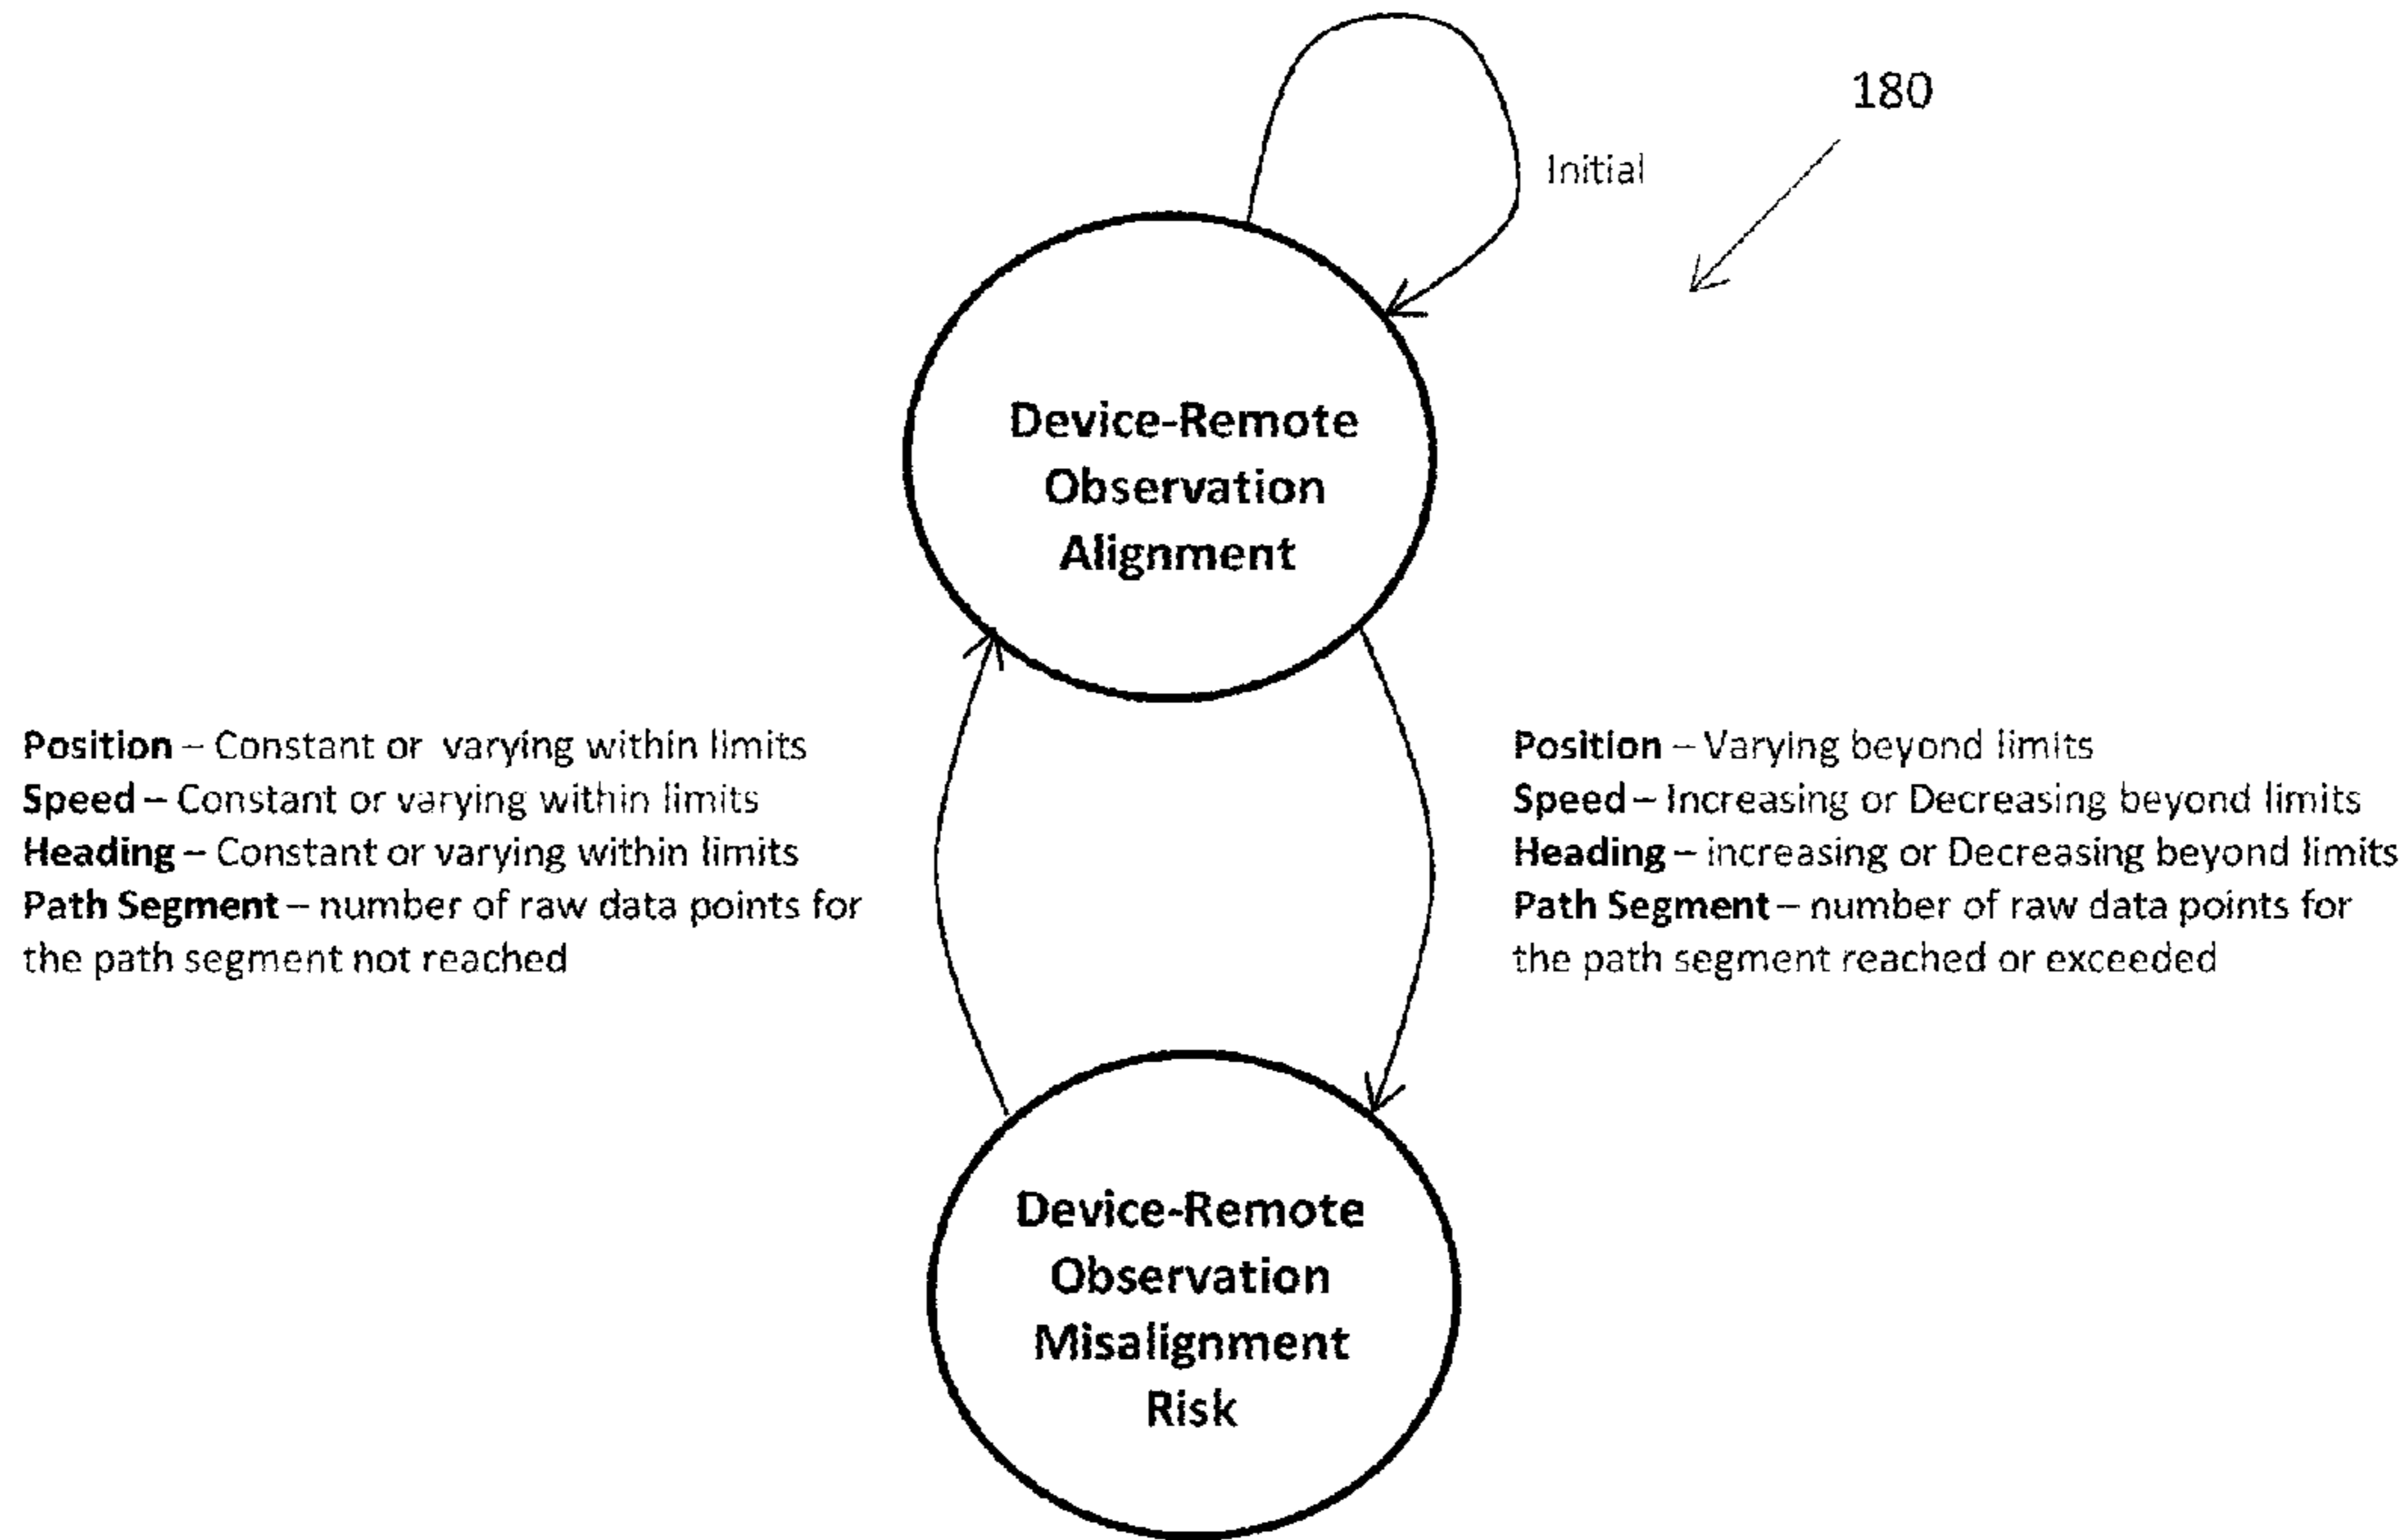 180
Initial
Device-Remote
Observation
Alignment
Position – Constant or varying within limits
Speed – Constant or varying within limits
Heading – Constant or varying within limits
Path Segment – number of raw data points for
the path segment not reached
Position – Varying beyond limits
Speed – Increasing or Decreasing beyond limits
Heading – increasing or Decreasing beyond limits
Path Segment – number of raw data points for
the path segment reached or exceeded
Device-Remote
Observation
Misalignment
Risk